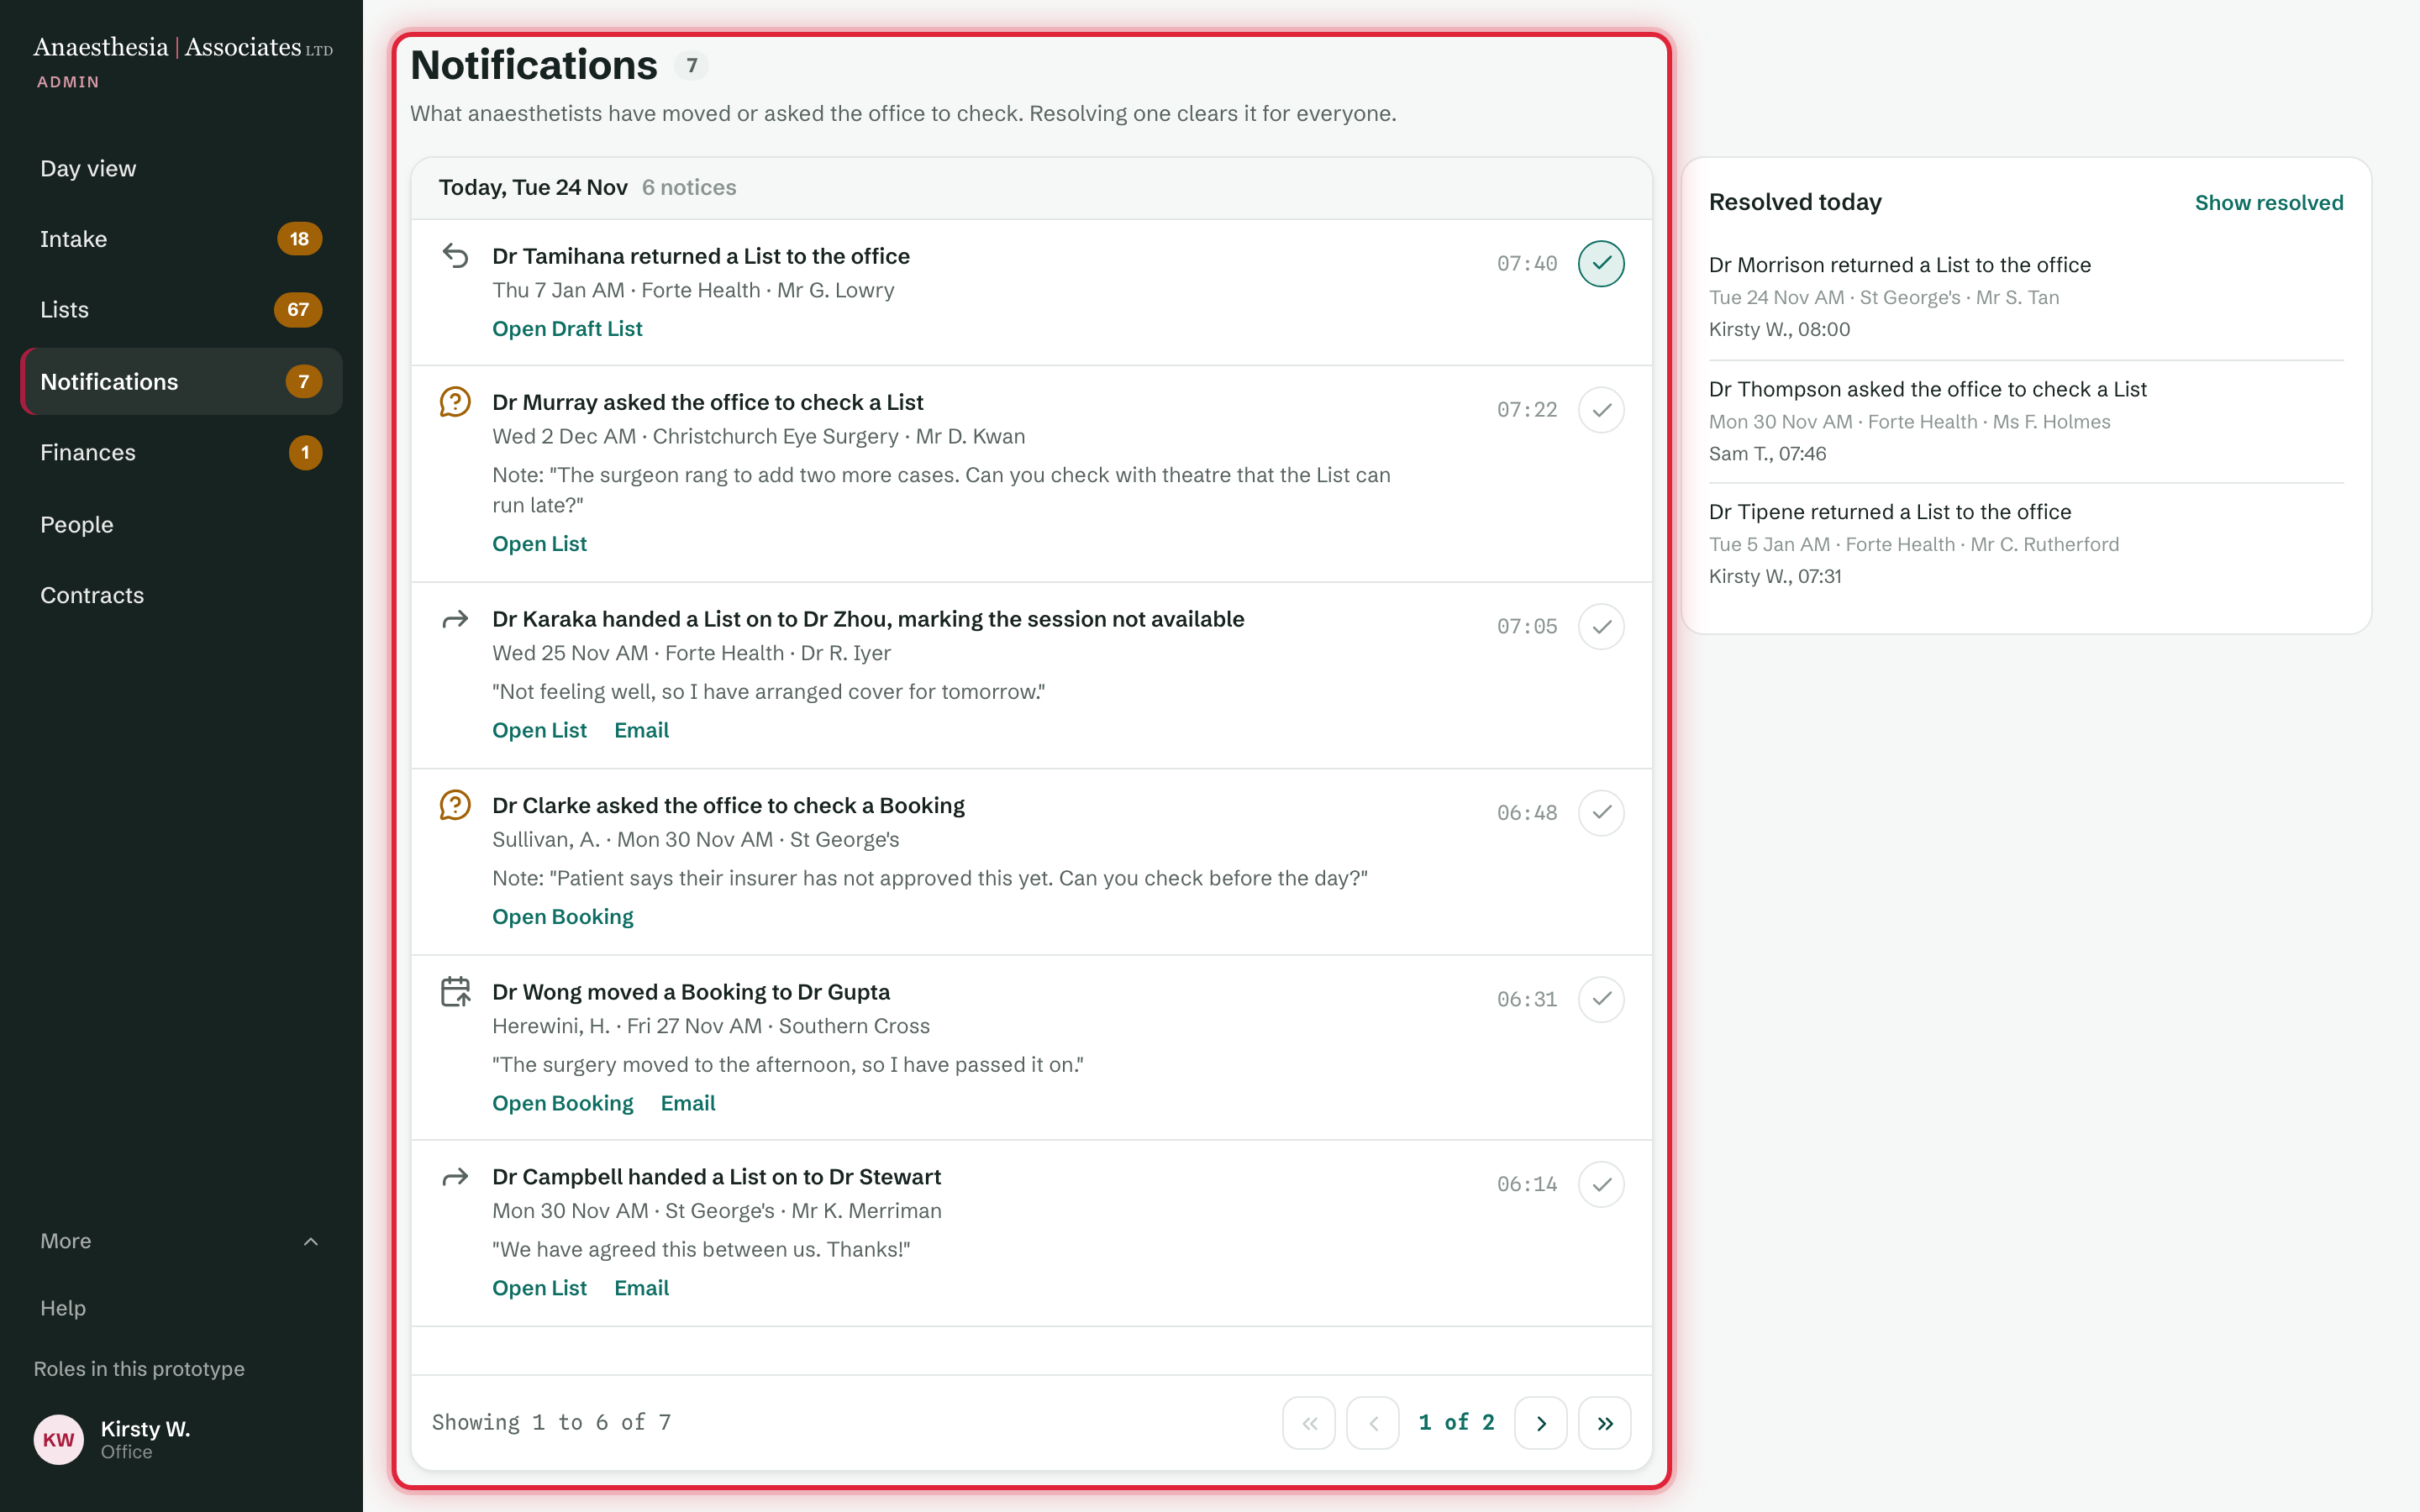 Anaesthesia | Associates LTD
ADMIN
Day view
Intake 18
Lists 67
Notifications 7
Finances 1
People
Contracts
More
Help
Roles in this prototype
KW
Kirsty W.
Office
Notifications 7
What anaesthetists have moved or asked the office to check. Resolving one clears it for everyone.
Today, Tue 24 Nov 6 notices
Dr Tamihana returned a List to the office 07:40
Thu 7 Jan AM · Forte Health · Mr G. Lowry
Open Draft List
Dr Murray asked the office to check a List 07:22
Wed 2 Dec AM · Christchurch Eye Surgery · Mr D. Kwan
Note: "The surgeon rang to add two more cases. Can you check with theatre that the List can
run late?"
Open List
Dr Karaka handed a List on to Dr Zhou, marking the session not available 07:05
Wed 25 Nov AM · Forte Health · Dr R. Iyer
"Not feeling well, so I have arranged cover for tomorrow."
Open List Email
Dr Clarke asked the office to check a Booking 06:48
Sullivan, A. · Mon 30 Nov AM · St George's
Note: "Patient says their insurer has not approved this yet. Can you check before the day?"
Open Booking
Dr Wong moved a Booking to Dr Gupta 06:31
Herewini, H. · Fri 27 Nov AM · Southern Cross
"The surgery moved to the afternoon, so I have passed it on."
Open Booking Email
Dr Campbell handed a List on to Dr Stewart 06:14
Mon 30 Nov AM · St George's · Mr K. Merriman
"We have agreed this between us. Thanks!"
Open List Email
Showing 1 to 6 of 7 « ‹ 1 of 2 › »
Resolved today Show resolved
Dr Morrison returned a List to the office
Tue 24 Nov AM · St George's · Mr S. Tan
Kirsty W., 08:00
Dr Thompson asked the office to check a List
Mon 30 Nov AM · Forte Health · Ms F. Holmes
Sam T., 07:46
Dr Tipene returned a List to the office
Tue 5 Jan AM · Forte Health · Mr C. Rutherford
Kirsty W., 07:31